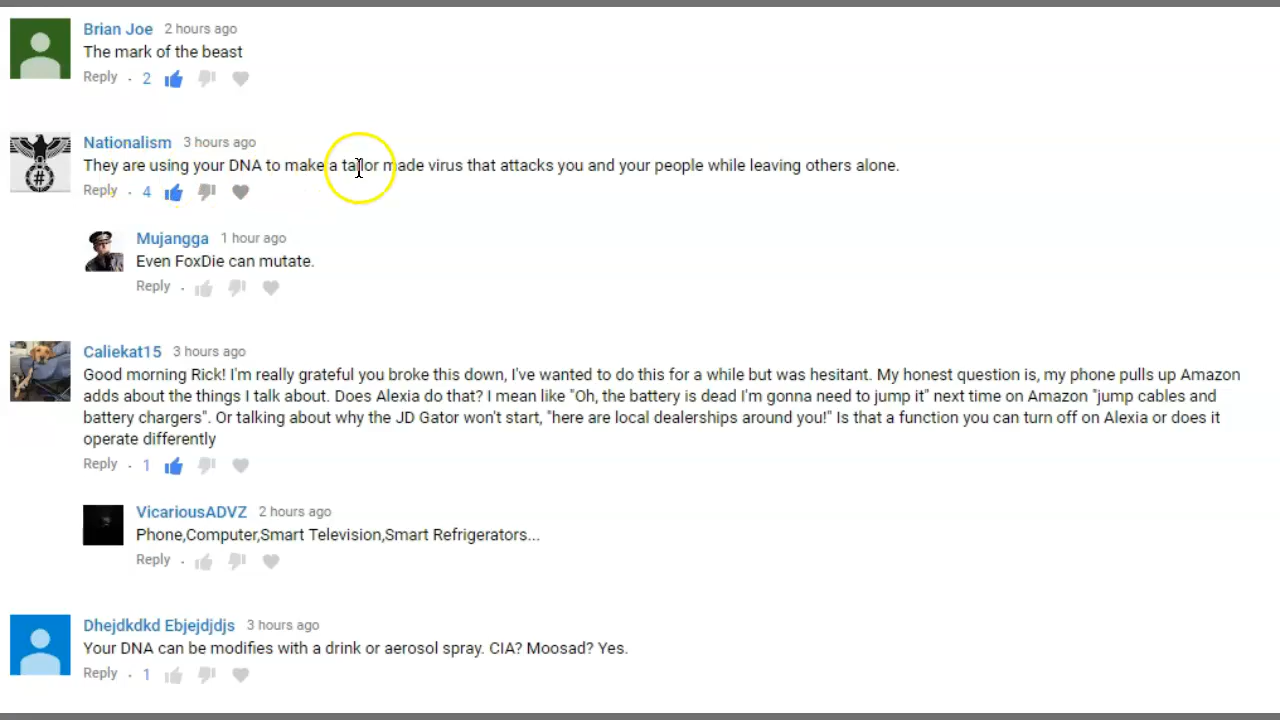 Brian Joe 2 hours ago
The mark of the beast
Reply · 2
Nationalism 3 hours ago
They are using your DNA to make a tailor made virus that attacks you and your people while leaving others alone.
Reply · 4
#
Mujangga 1 hour ago
Even FoxDie can mutate.
Reply ·
Caliekat15 3 hours ago
Good morning Rick! I'm really grateful you broke this down, I've wanted to do this for a while but was hesitant. My honest question is, my phone pulls up Amazon
adds about the things I talk about. Does Alexia do that? I mean like "Oh, the battery is dead I'm gonna need to jump it" next time on Amazon "jump cables and
battery chargers". Or talking about why the JD Gator won't start, "here are local dealerships around you!" Is that a function you can turn off on Alexia or does it
operate differently
Reply · 1
VicariousADVZ 2 hours ago
Phone,Computer,Smart Television,Smart Refrigerators...
Reply ·
Dhejdkdkd Ebjejdjdjs 3 hours ago
Your DNA can be modifies with a drink or aerosol spray. CIA? Moosad? Yes.
Reply · 1